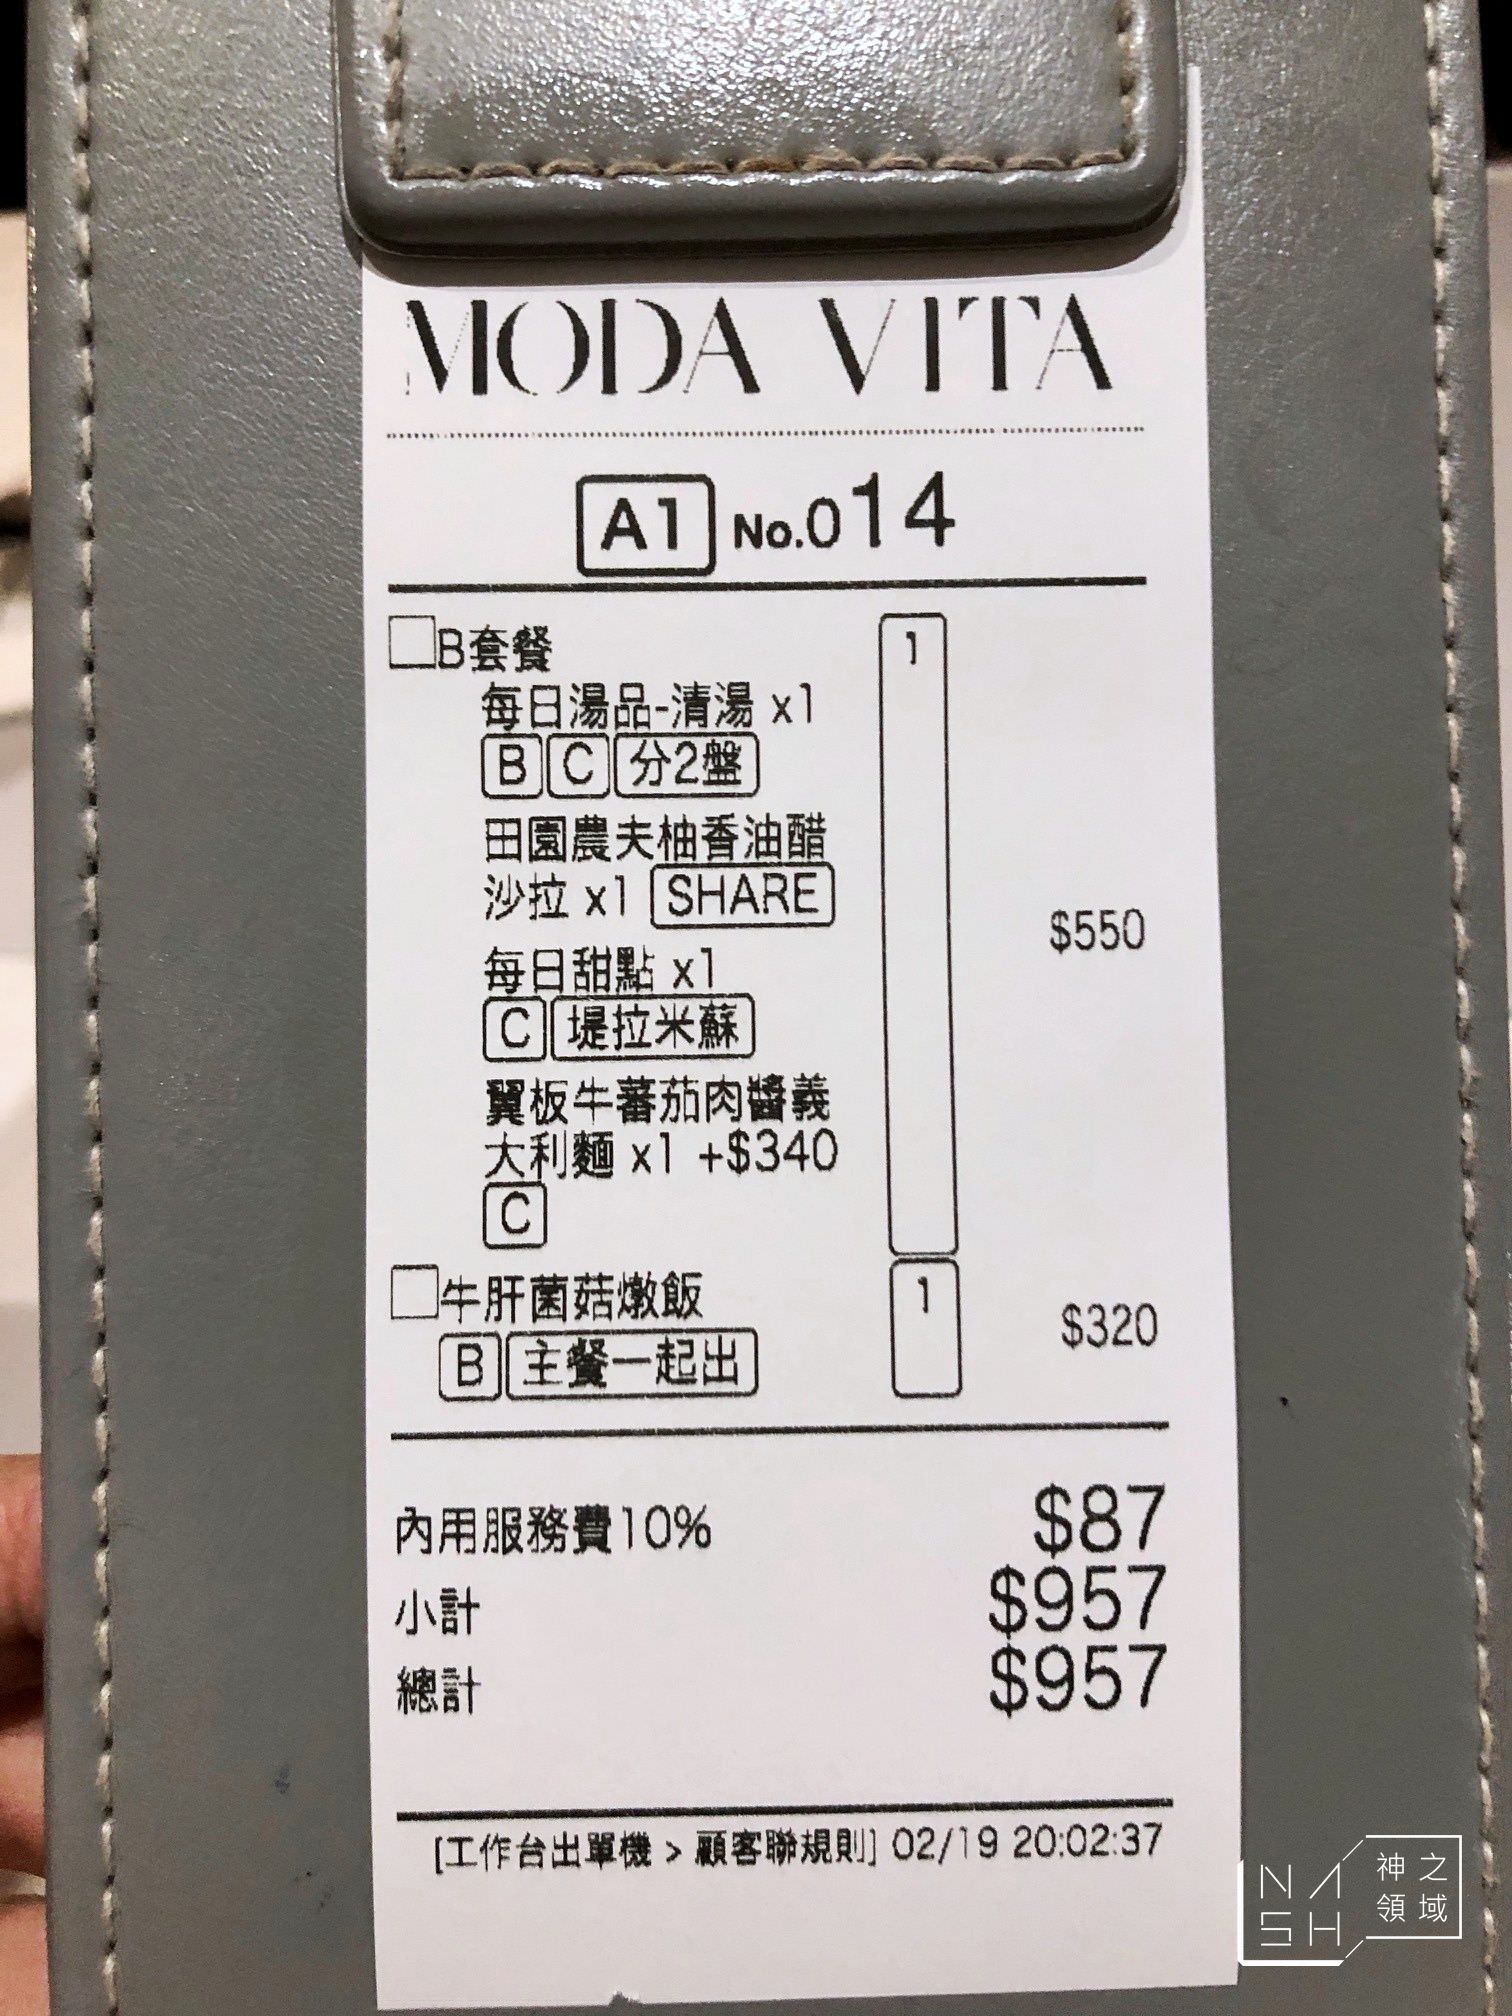 MODA VITA
A1 No.014
B套餐 1
每日湯品-清湯 x1
B C 分2盤
田園農夫柚香油醋
沙拉 x1 SHARE
$550
每日甜點 x1
C 堤拉米蘇
翼板牛蕃茄肉醬義
大利麵 x1 +$340
C
牛肝菌菇燉飯 1
$320
B 主餐一起出
內用服務費10% $87
小計 $957
總計 $957
[工作台出單機 > 顧客聯規則] 02/19 20:02:37
NASH 神之領域